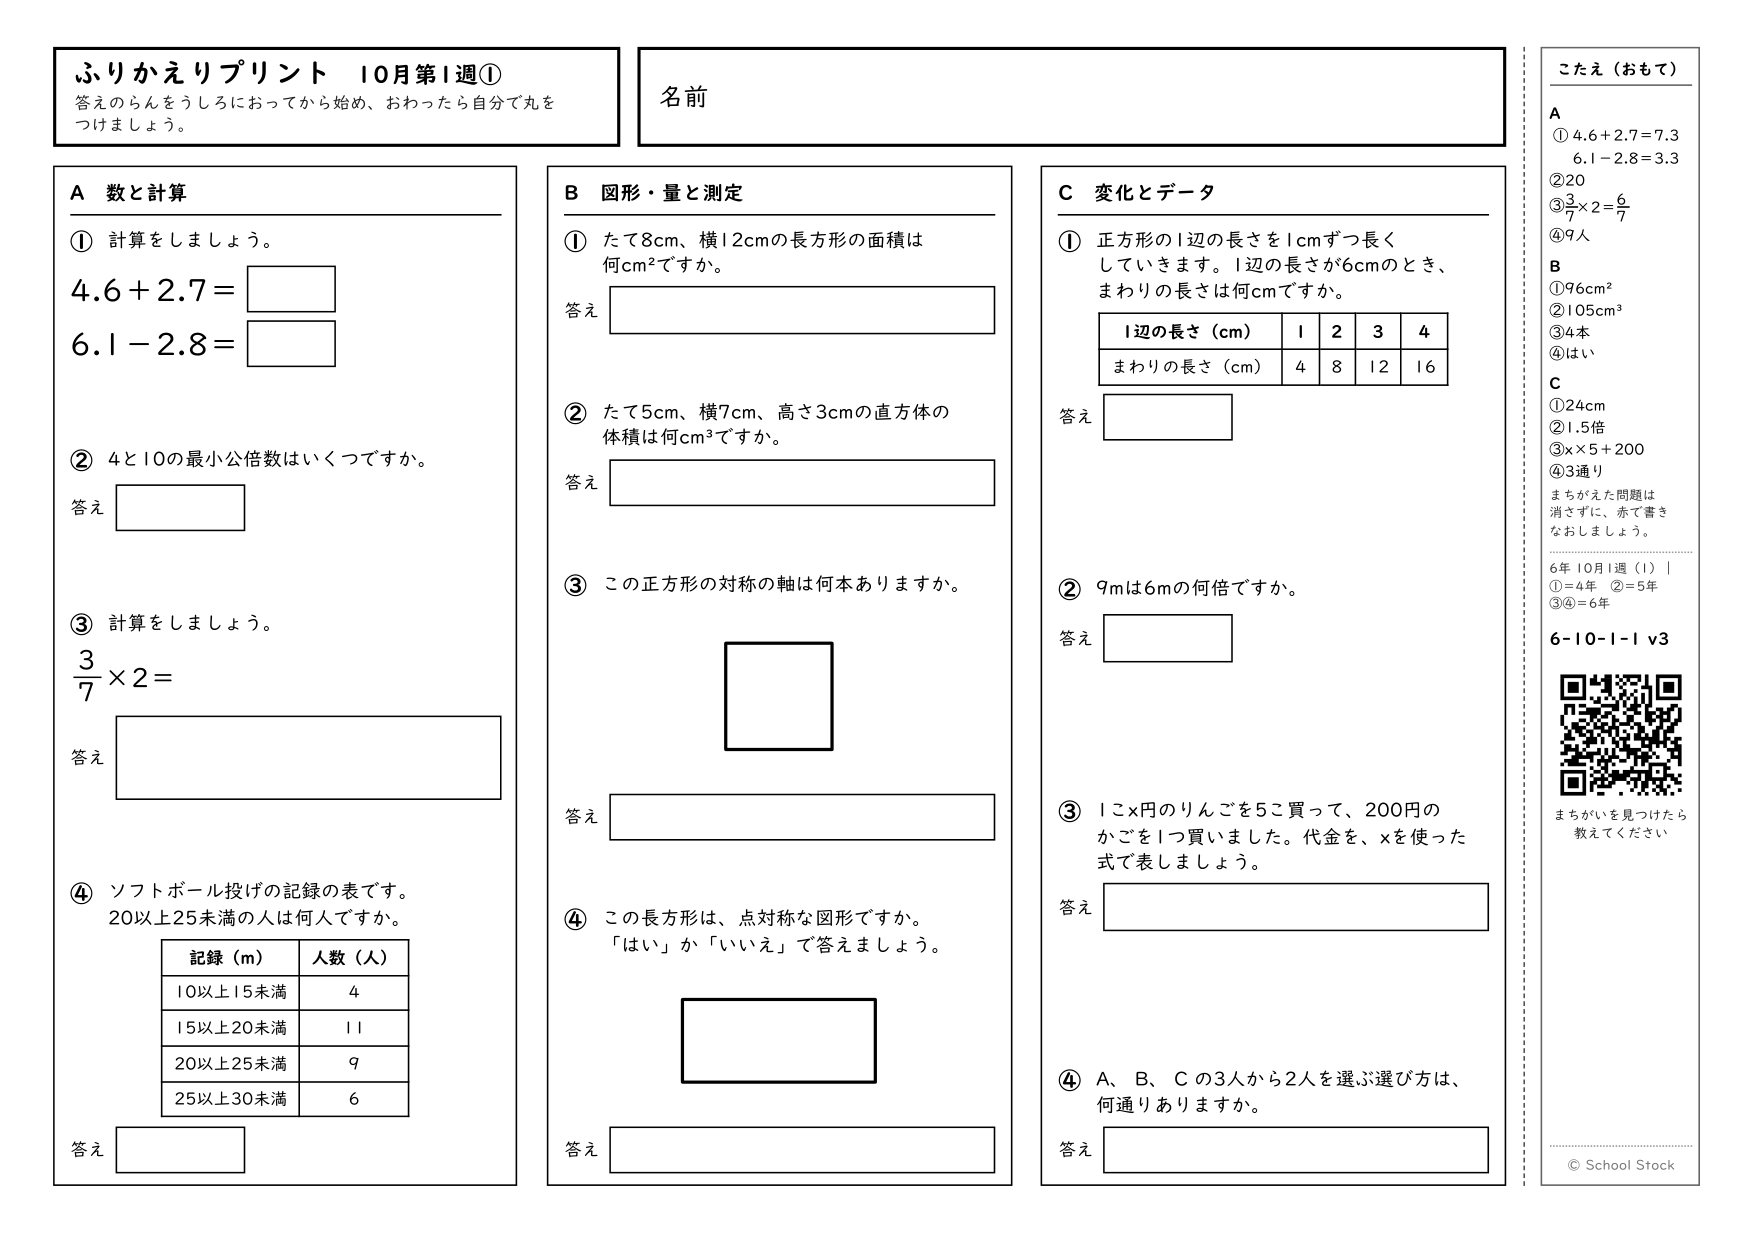 ふりかえりプリント　10月第1週①
答えのらんをうしろにおってから始め、おわったら自分で丸を
つけましょう。
名前
A　数と計算
①　計算をしましょう。
4.6＋2.7＝
6.1－2.8＝
②　4と10の最小公倍数はいくつですか。
答え
③　計算をしましょう。
3/7×2＝
答え
④　ソフトボール投げの記録の表です。
20以上25未満の人は何人ですか。
記録（m）　人数（人）
10以上15未満　4
15以上20未満　11
20以上25未満　9
25以上30未満　6
答え
B　図形・量と測定
①　たて8cm、横12cmの長方形の面積は
何cm²ですか。
答え
②　たて5cm、横7cm、高さ3cmの直方体の
体積は何cm³ですか。
答え
③　この正方形の対称の軸は何本ありますか。
答え
④　この長方形は、点対称な図形ですか。
「はい」か「いいえ」で答えましょう。
答え
C　変化とデータ
①　正方形の1辺の長さを1cmずつ長く
していきます。1辺の長さが6cmのとき、
まわりの長さは何cmですか。
1辺の長さ（cm）　1　2　3　4
まわりの長さ（cm）　4　8　12　16
答え
②　9mは6mの何倍ですか。
答え
③　1こx円のりんごを5こ買って、200円の
かごを1つ買いました。代金を、xを使った
式で表しましょう。
答え
④　A、 B、 C の3人から2人を選ぶ選び方は、
何通りありますか。
答え
こたえ（おもて）
A
① 4.6＋2.7＝7.3
6.1－2.8＝3.3
②20
③3/7×2＝6/7
④9人
B
①96cm²
②105cm³
③4本
④はい
C
①24cm
②1.5倍
③x×5＋200
④3通り
まちがえた問題は
消さずに、赤で書き
なおしましょう。
6年 10月1週（1）｜
①＝4年　②＝5年
③④＝6年
6-10-1-1 v3
まちがいを見つけたら
教えてください
© School Stock